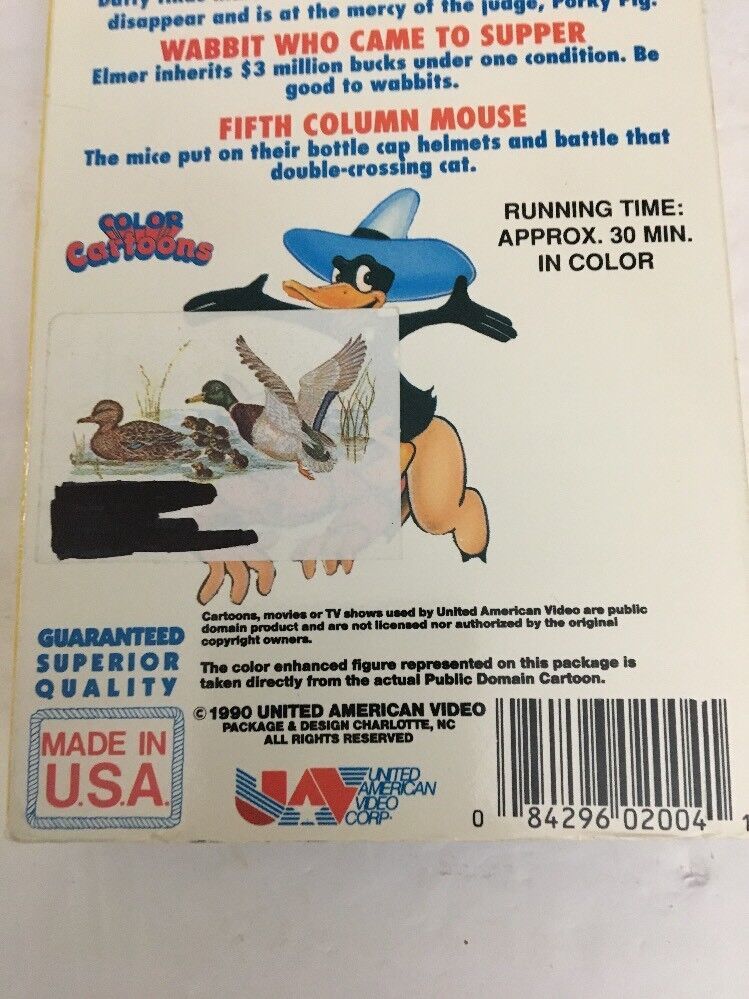 disappear and is at the mercy of the judge, Porky Pig.
WABBIT WHO CAME TO SUPPER
Elmer inherits $3 million bucks under one condition. Be
good to wabbits.
FIFTH COLUMN MOUSE
The mice put on their bottle cap helmets and battle that
double-crossing cat.
COLOR
Cartoons
RUNNING TIME:
APPROX. 30 MIN.
IN COLOR
Cartoons, movies or TV shows used by United American Video are public
domain product and are not licensed nor authorized by the original
copyright owners.
GUARANTEED
SUPERIOR
QUALITY
The color enhanced figure represented on this package is
taken directly from the actual Public Domain Cartoon.
© 1990 UNITED AMERICAN VIDEO
PACKAGE & DESIGN CHARLOTTE, NC
ALL RIGHTS RESERVED
MADE IN
U.S.A.
UAV
UNITED
AMERICAN
VIDEO
CORP.
0 84296 02004 1